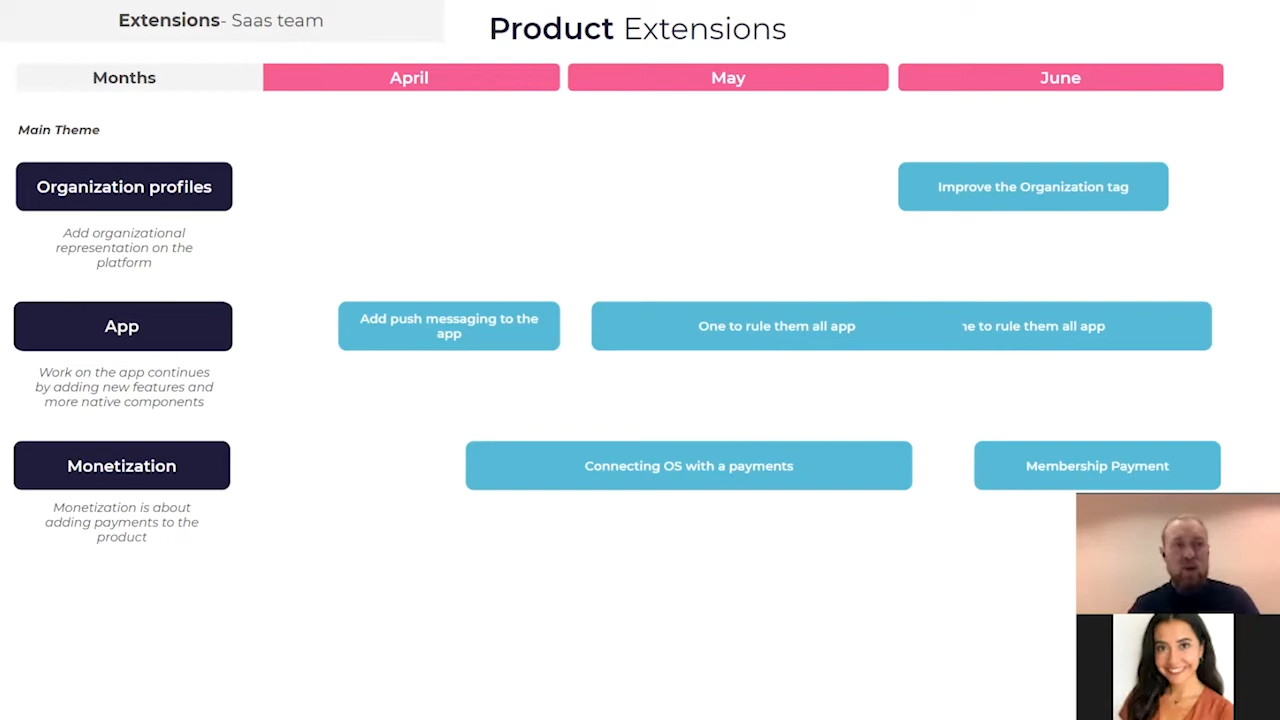 Extensions- Saas team
Product Extensions
Months
April
May
June
Main Theme
Organization profiles
Improve the Organization tag
Add organizational
representation on the
platform
App
Add push messaging to the
app
One to rule them all app
ne to rule them all app
Work on the app continues
by adding new features and
more native components
Monetization
Connecting OS with a payments
Membership Payment
Monetization is about
adding payments to the
product